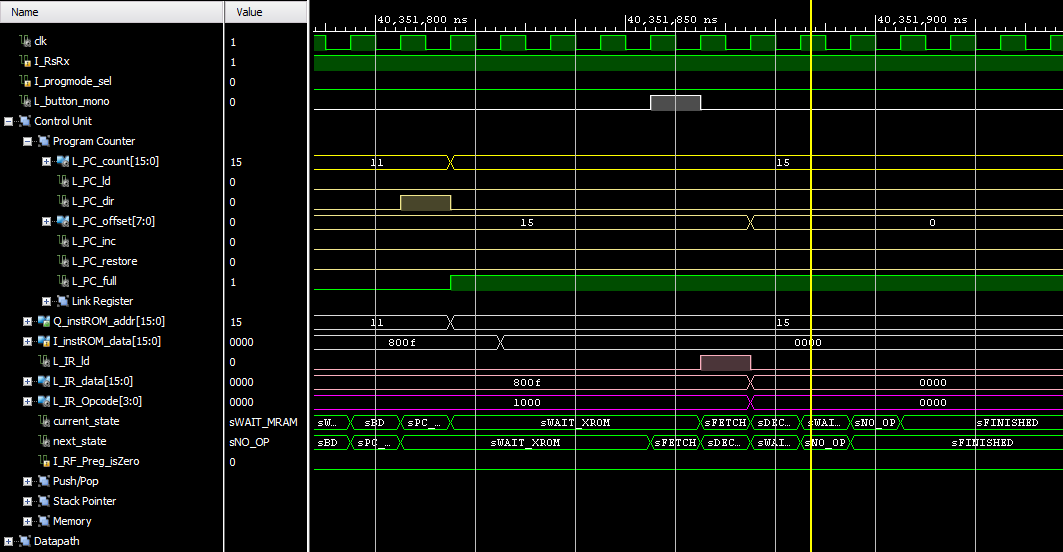 Name Value 40,351,800 ns 40,351,850 ns 40,351,900 ns
clk 1
I_RsRx 1
I_progmode_sel 0
L_button_mono 0
Control Unit
Program Counter
L_PC_count[15:0] 15 11 15
L_PC_ld 0
L_PC_dir 0
L_PC_offset[7:0] 0 15 0
L_PC_inc 0
L_PC_restore 0
L_PC_full 1
Link Register
Q_instROM_addr[15:0] 15 11 15
I_instROM_data[15:0] 0000 800f 0000
L_IR_ld 0
L_IR_data[15:0] 0000 800f 0000
L_IR_Opcode[3:0] 0000 1000 0000
current_state sWAIT_MRAM sW... sBD sPC_... sWAIT_XROM sFETCH sDEC... sWAI... sNO_OP sFINISHED
next_state sNO_OP sBD sPC_... sWAIT_XROM sFETCH sDEC... sWAI... sNO_OP sFINISHED
I_RF_Preg_isZero 0
Push/Pop
Stack Pointer
Memory
Datapath